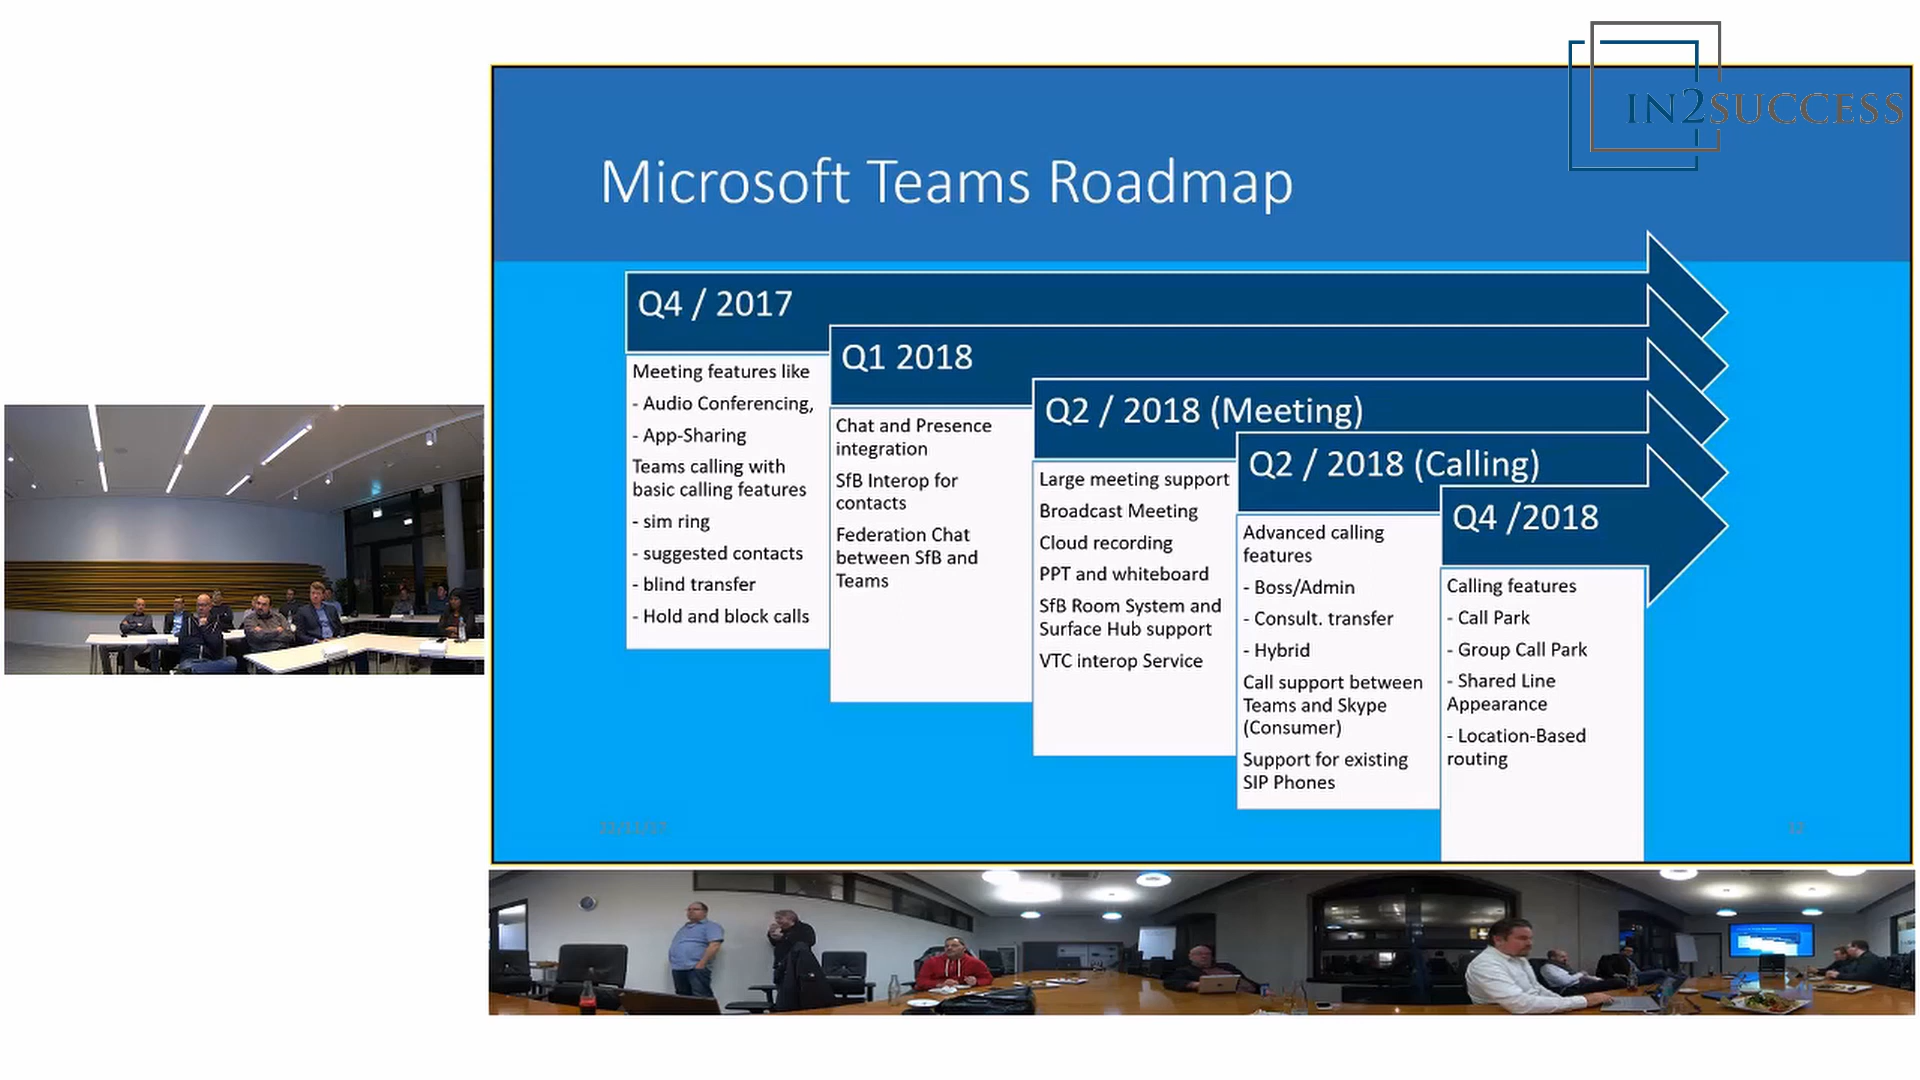 IN2SUCCESS
Microsoft Teams Roadmap
Q4 / 2017
Meeting features like
- Audio Conferencing,
- App-Sharing
Teams calling with
basic calling features
- sim ring
- suggested contacts
- blind transfer
- Hold and block calls
Q1 2018
Chat and Presence
integration
SfB Interop for
contacts
Federation Chat
between SfB and
Teams
Q2 / 2018 (Meeting)
Large meeting support
Broadcast Meeting
Cloud recording
PPT and whiteboard
SfB Room System and
Surface Hub support
VTC interop Service
Q2 / 2018 (Calling)
Advanced calling
features
- Boss/Admin
- Consult. transfer
- Hybrid
Call support between
Teams and Skype
(Consumer)
Support for existing
SIP Phones
Q4 /2018
Calling features
- Call Park
- Group Call Park
- Shared Line
Appearance
- Location-Based
routing
12